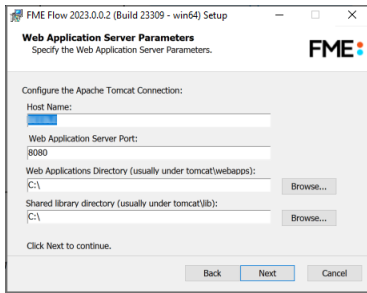 FME Flow 2023.0.0.2 (Build 23309 - win64) Setup
Web Application Server Parameters
Specify the Web Application Server Parameters.
FME
Configure the Apache Tomcat Connection:
Host Name:
Web Application Server Port:
8080
Web Applications Directory (usually under tomcat\webapps):
C:\
Browse...
Shared library directory (usually under tomcat\lib):
C:\
Browse...
Click Next to continue.
Back Next Cancel